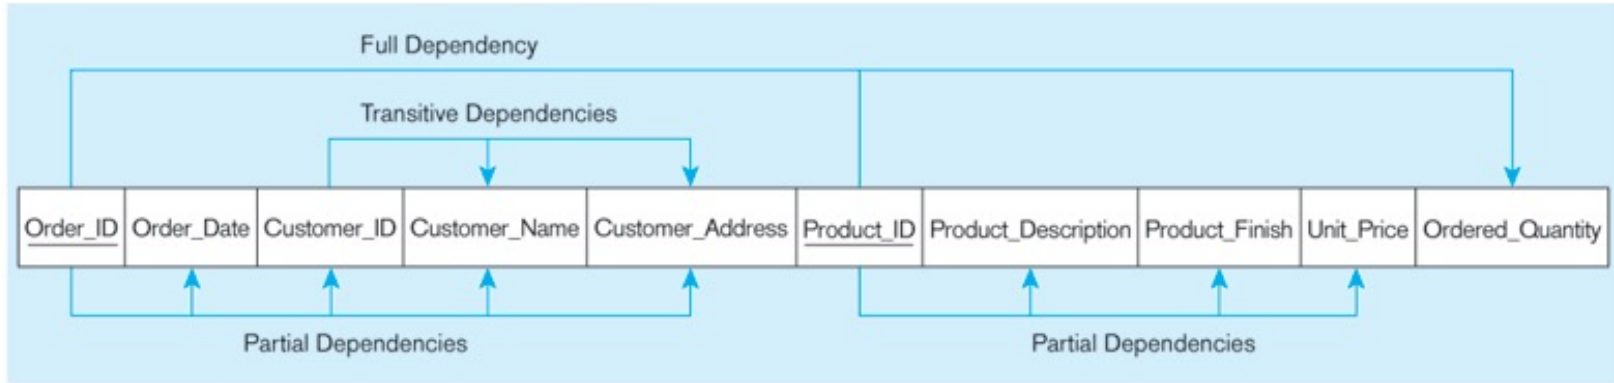 Full Dependency
Transitive Dependencies
Order_ID Order_Date Customer_ID Customer_Name Customer_Address Product_ID Product_Description Product_Finish Unit_Price Ordered_Quantity
Partial Dependencies Partial Dependencies